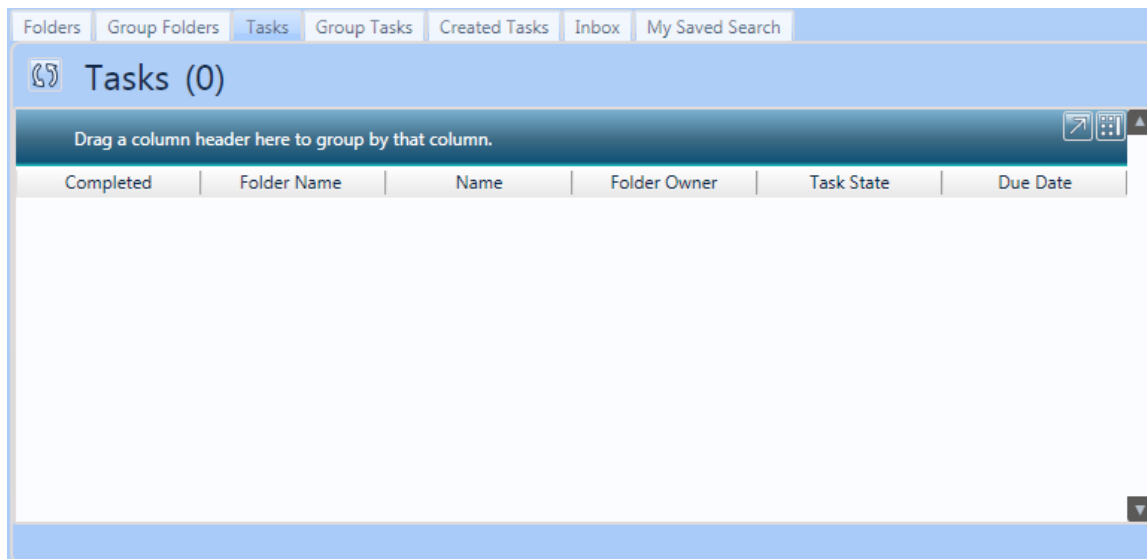 Folders Group Folders Tasks Group Tasks Created Tasks Inbox My Saved Search
Tasks (0)
Drag a column header here to group by that column.
Completed Folder Name Name Folder Owner Task State Due Date